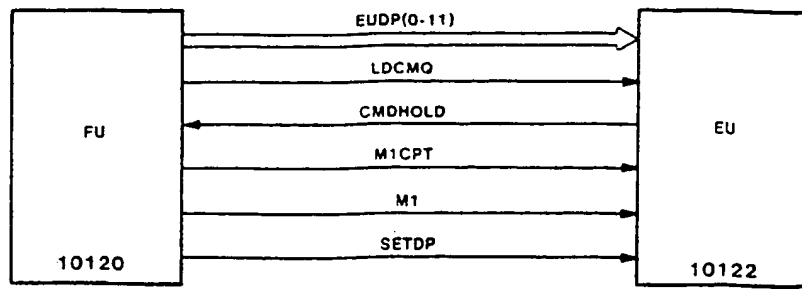 EUDP(0-11)
LDCMQ
CMDHOLD
FU
EU
M1CPT
M1
SETDP
10120
10122